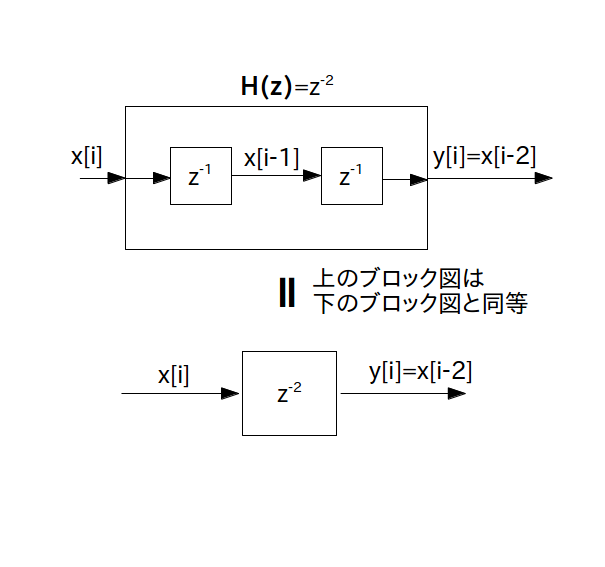 H(z)=z⁻²
x[i]
z⁻¹
x[i-1]
z⁻¹
y[i]=x[i-2]
=
上のブロック図は
下のブロック図と同等
x[i]
z⁻²
y[i]=x[i-2]